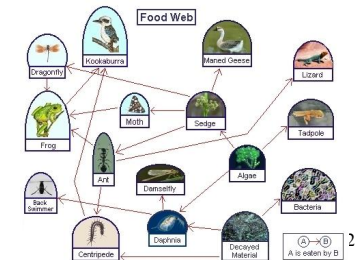 Food Web
Kookaburra
Dragonfly
Maned Geese
Lizard
Moth
Sedge
Tadpole
Frog
Ant
Algae
Damselfly
Bacteria
Back
Swimmer
Daphnia
Decayed
Material
Centipede
2
A B
A is eaten by B